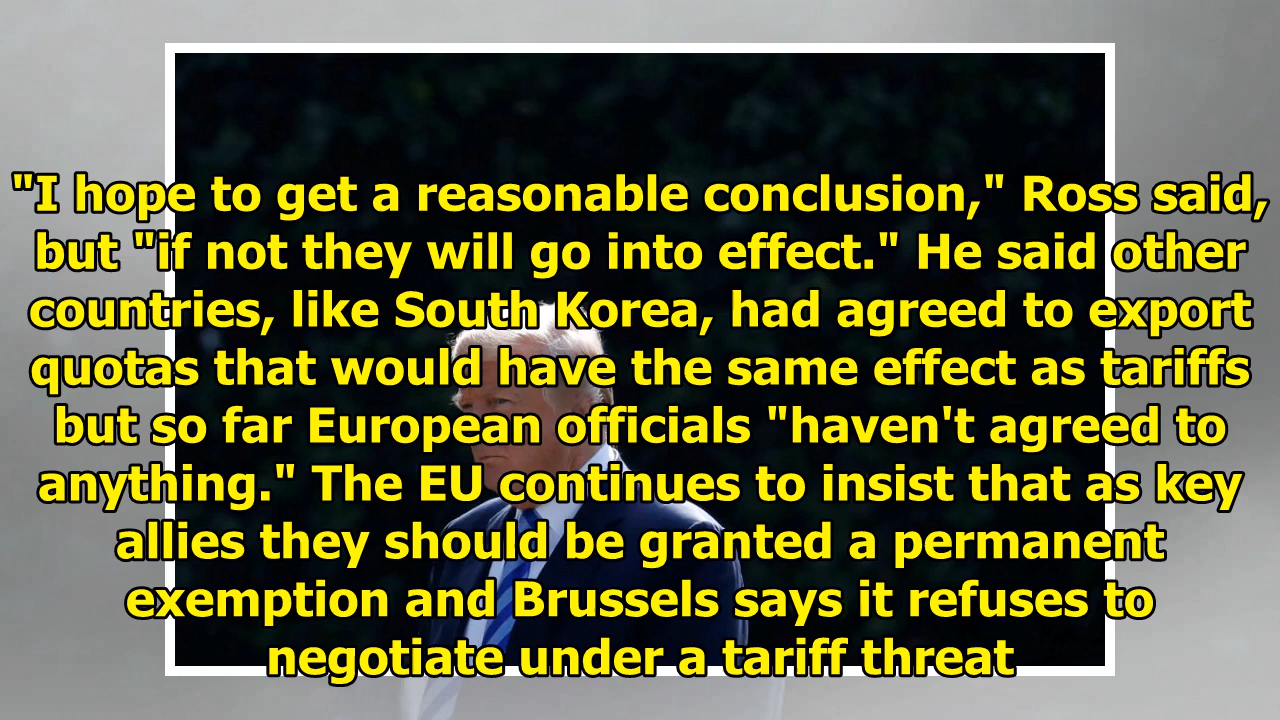 "I hope to get a reasonable conclusion," Ross said,
but "if not they will go into effect." He said other
countries, like South Korea, had agreed to export
quotas that would have the same effect as tariffs
but so far European officials "haven't agreed to
anything." The EU continues to insist that as key
allies they should be granted a permanent
exemption and Brussels says it refuses to
negotiate under a tariff threat